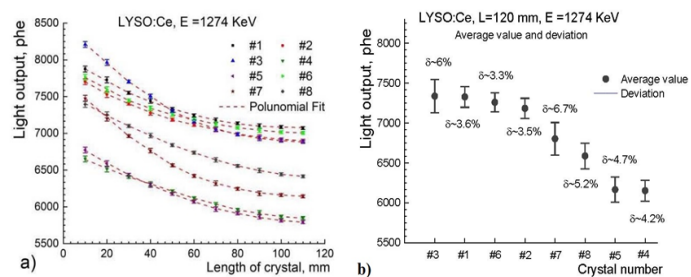 LYSO:Ce, E =1274 KeV
#1 #2
#3 #4
#5 #6
#7 #8
Polunomial Fit
Light output, phe
8500
8000
7500
7000
6500
6000
5500
0 20 40 60 80 100 120
Length of crystal, mm
a)
LYSO:Ce, L=120 mm, E =1274 KeV
Average value and deviation
Average value
Deviation
Light output, phe
8000
7500
7000
6500
6000
5500
δ~6%
δ~3.6%
δ~3.3%
δ~3.5%
δ~6.7%
δ~5.2%
δ~4.7%
δ~4.2%
#3 #1 #6 #2 #7 #8 #5 #4
Crystal number
b)